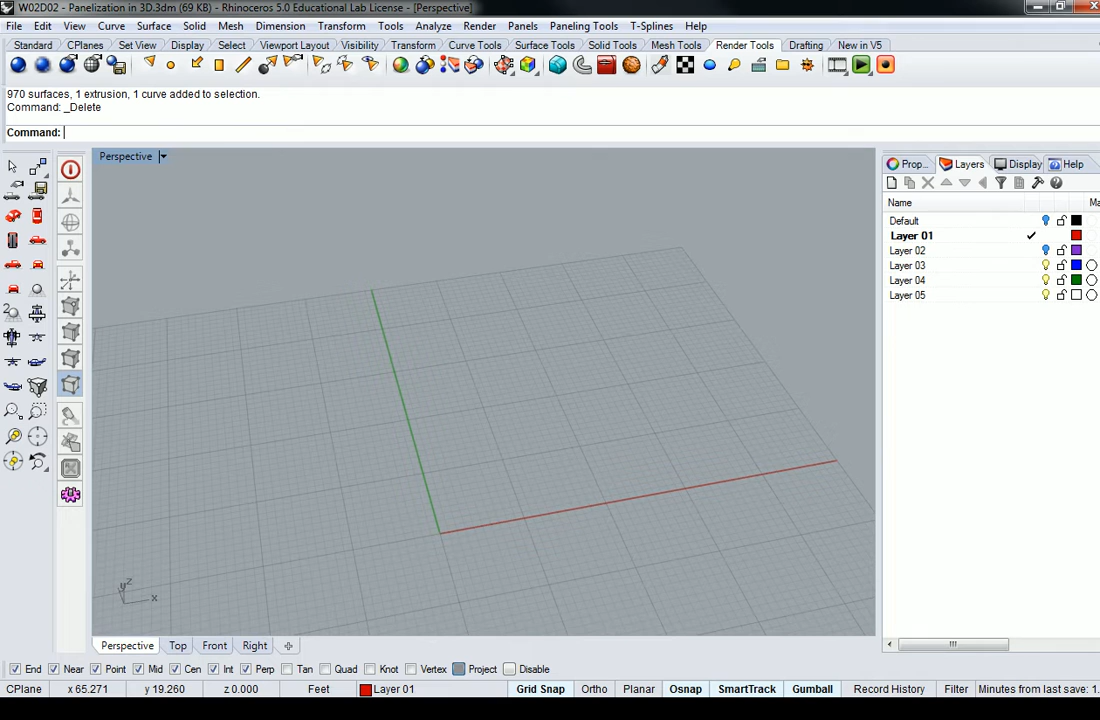 W02D02 - Panelization in 3D.3dm (69 KB) - Rhinoceros 5.0 Educational Lab License - [Perspective]
File Edit View Curve Surface Solid Mesh Dimension Transform Tools Analyze Render Panels Paneling Tools T-Splines Help
Standard CPlanes Set View Display Select Viewport Layout Visibility Transform Curve Tools Surface Tools Solid Tools Mesh Tools Render Tools Drafting New in V5
970 surfaces, 1 extrusion, 1 curve added to selection.
Command: _Delete
Command:
Perspective
Prop... Layers Display Help
Name Ma
Default
Layer 01
Layer 02
Layer 03
Layer 04
Layer 05
z
y
x
Perspective Top Front Right
End Near Point Mid Cen Int Perp Tan Quad Knot Vertex Project Disable
CPlane x 65.271 y 19.260 z 0.000 Feet Layer 01 Grid Snap Ortho Planar Osnap SmartTrack Gumball Record History Filter Minutes from last save: 1.